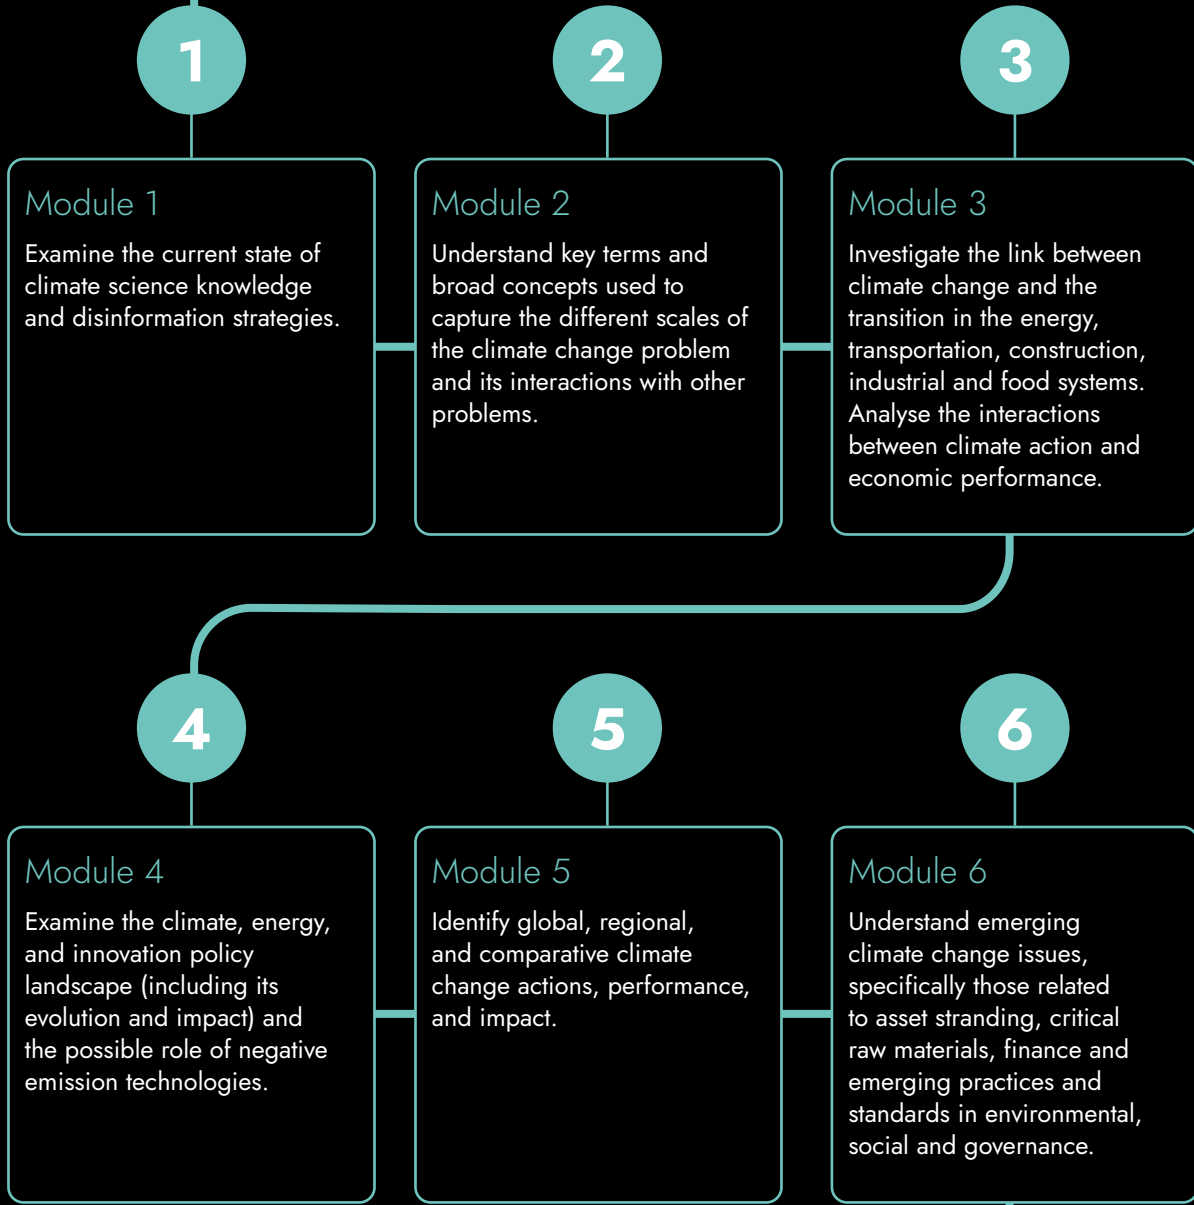 1
2
3
Module 1
Examine the current state of
climate science knowledge
and disinformation strategies.
Module 2
Understand key terms and
broad concepts used to
capture the different scales of
the climate change problem
and its interactions with other
problems.
Module 3
Investigate the link between
climate change and the
transition in the energy,
transportation, construction,
industrial and food systems.
Analyse the interactions
between climate action and
economic performance.
4
5
6
Module 4
Examine the climate, energy,
and innovation policy
landscape (including its
evolution and impact) and
the possible role of negative
emission technologies.
Module 5
Identify global, regional,
and comparative climate
change actions, performance,
and impact.
Module 6
Understand emerging
climate change issues,
specifically those related
to asset stranding, critical
raw materials, finance and
emerging practices and
standards in environmental,
social and governance.